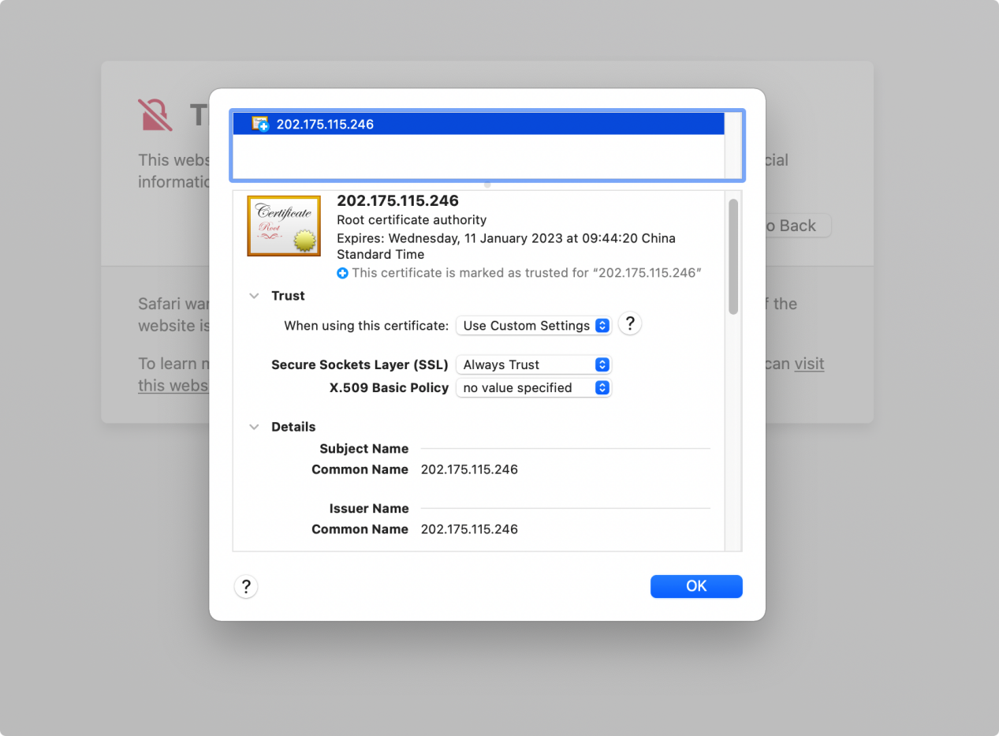 202.175.115.246
T
This webs
cial
informatio
o Back
Safari war
f the
website is
To learn n
can visit
this webs
Certificate
Root
202.175.115.246
Root certificate authority
Expires: Wednesday, 11 January 2023 at 09:44:20 China
Standard Time
This certificate is marked as trusted for “202.175.115.246”
Trust
When using this certificate: Use Custom Settings ?
Secure Sockets Layer (SSL) Always Trust
X.509 Basic Policy no value specified
Details
Subject Name
Common Name 202.175.115.246
Issuer Name
Common Name 202.175.115.246
? OK